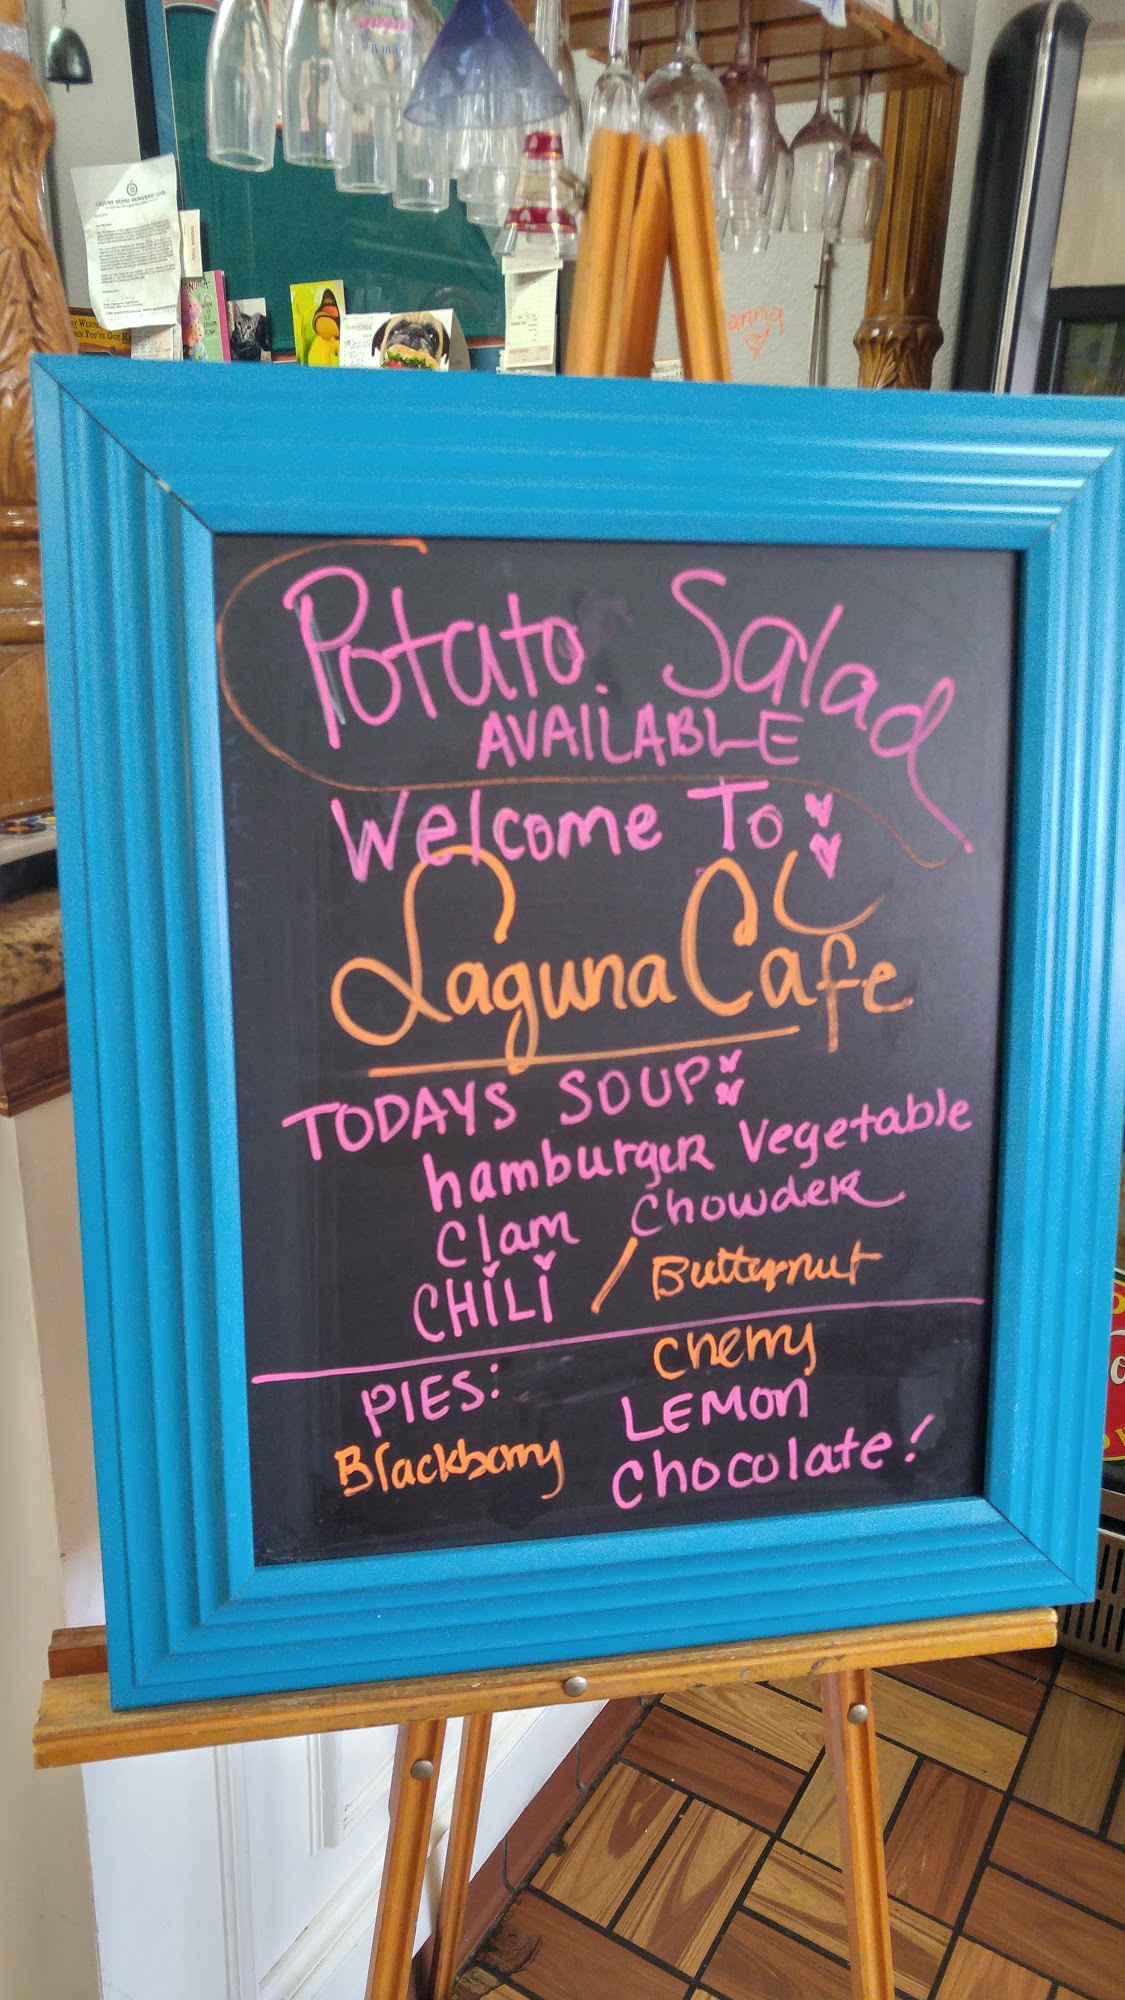 Potato Salad
AVAILABLE
Welcome To
Laguna Cafe
TODAYS SOUP:
hamburger Vegetable
Clam Chowder
CHILI / Butternut
PIES:
Cherry
LEMON
Blackberry
Chocolate!